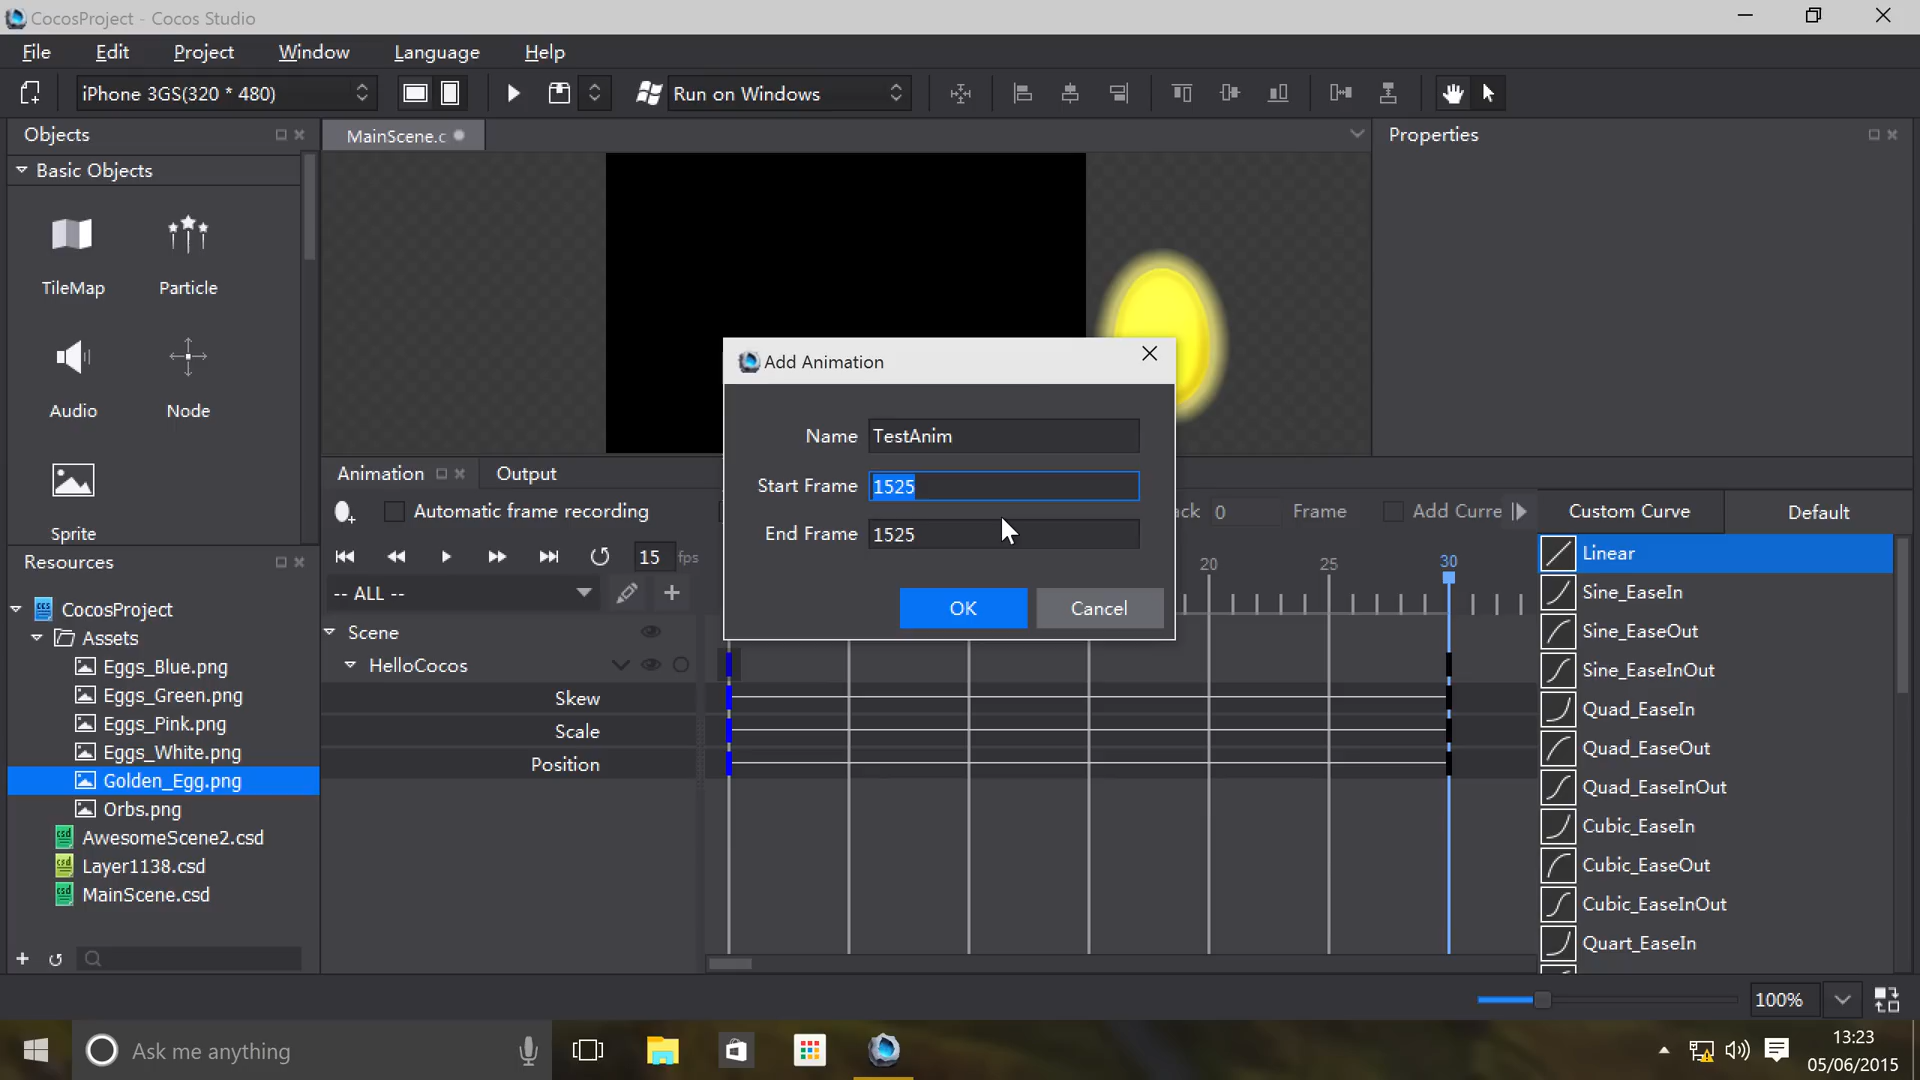 CocosProject - Cocos Studio
File Edit Project Window Language Help
iPhone 3GS(320 * 480) Run on Windows
Objects
MainScene.c
Properties
Basic Objects
TileMap Particle
Audio Node
Sprite
Add Animation
Name TestAnim
Start Frame 1525
End Frame 1525
OK Cancel
Animation Output
Automatic frame recording
ack 0 Frame Add Curre
Custom Curve Default
15 fps
20 25 30
-- ALL --
Scene
HelloCocos
Skew
Scale
Position
Linear
Sine_EaseIn
Sine_EaseOut
Sine_EaseInOut
Quad_EaseIn
Quad_EaseOut
Quad_EaseInOut
Cubic_EaseIn
Cubic_EaseOut
Cubic_EaseInOut
Quart_EaseIn
Resources
CocosProject
Assets
Eggs_Blue.png
Eggs_Green.png
Eggs_Pink.png
Eggs_White.png
Golden_Egg.png
Orbs.png
AwesomeScene2.csd
Layer1138.csd
MainScene.csd
100%
Ask me anything
13:23
05/06/2015